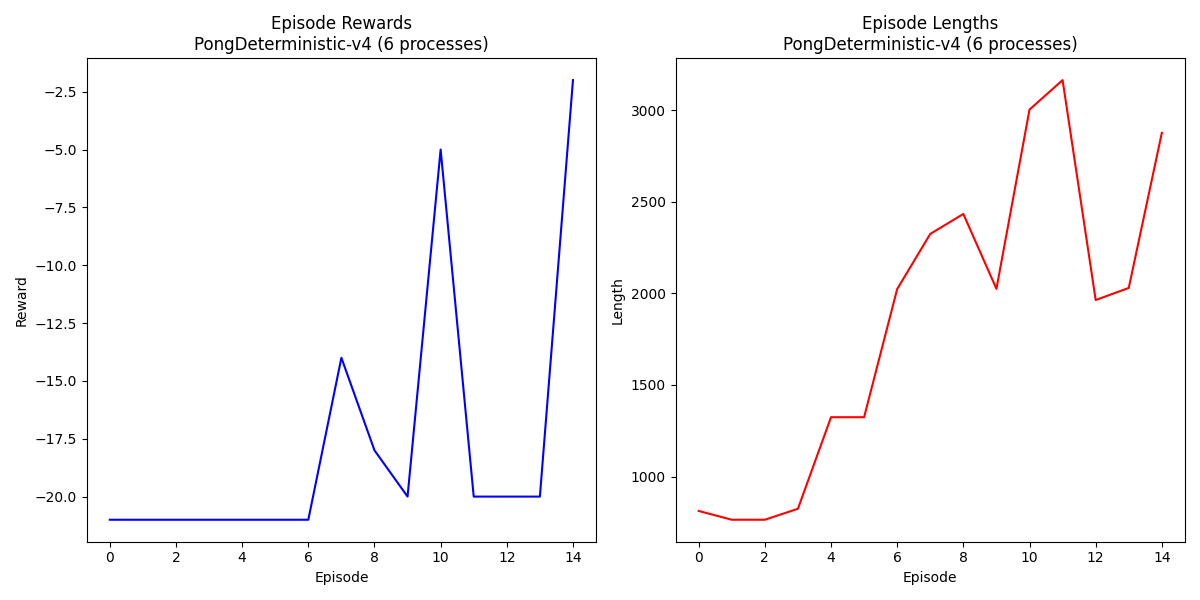 Episode Rewards
PongDeterministic-v4 (6 processes)
Reward
−2.5
−5.0
−7.5
−10.0
−12.5
−15.0
−17.5
−20.0
0 2 4 6 8 10 12 14
Episode
Episode Lengths
PongDeterministic-v4 (6 processes)
Length
3000
2500
2000
1500
1000
0 2 4 6 8 10 12 14
Episode